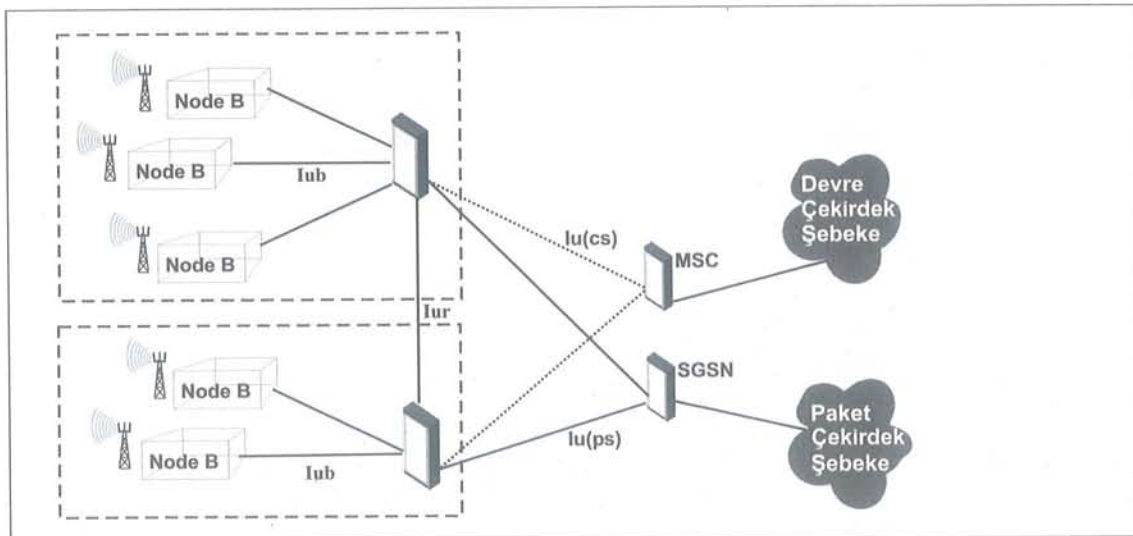 Node B
Node B
Iub
Node B
Iu(cs)
MSC
Devre
Çekirdek
Şebeke
Iur
Node B
Node B
Iub
Iu(ps)
SGSN
Paket
Çekirdek
Şebeke